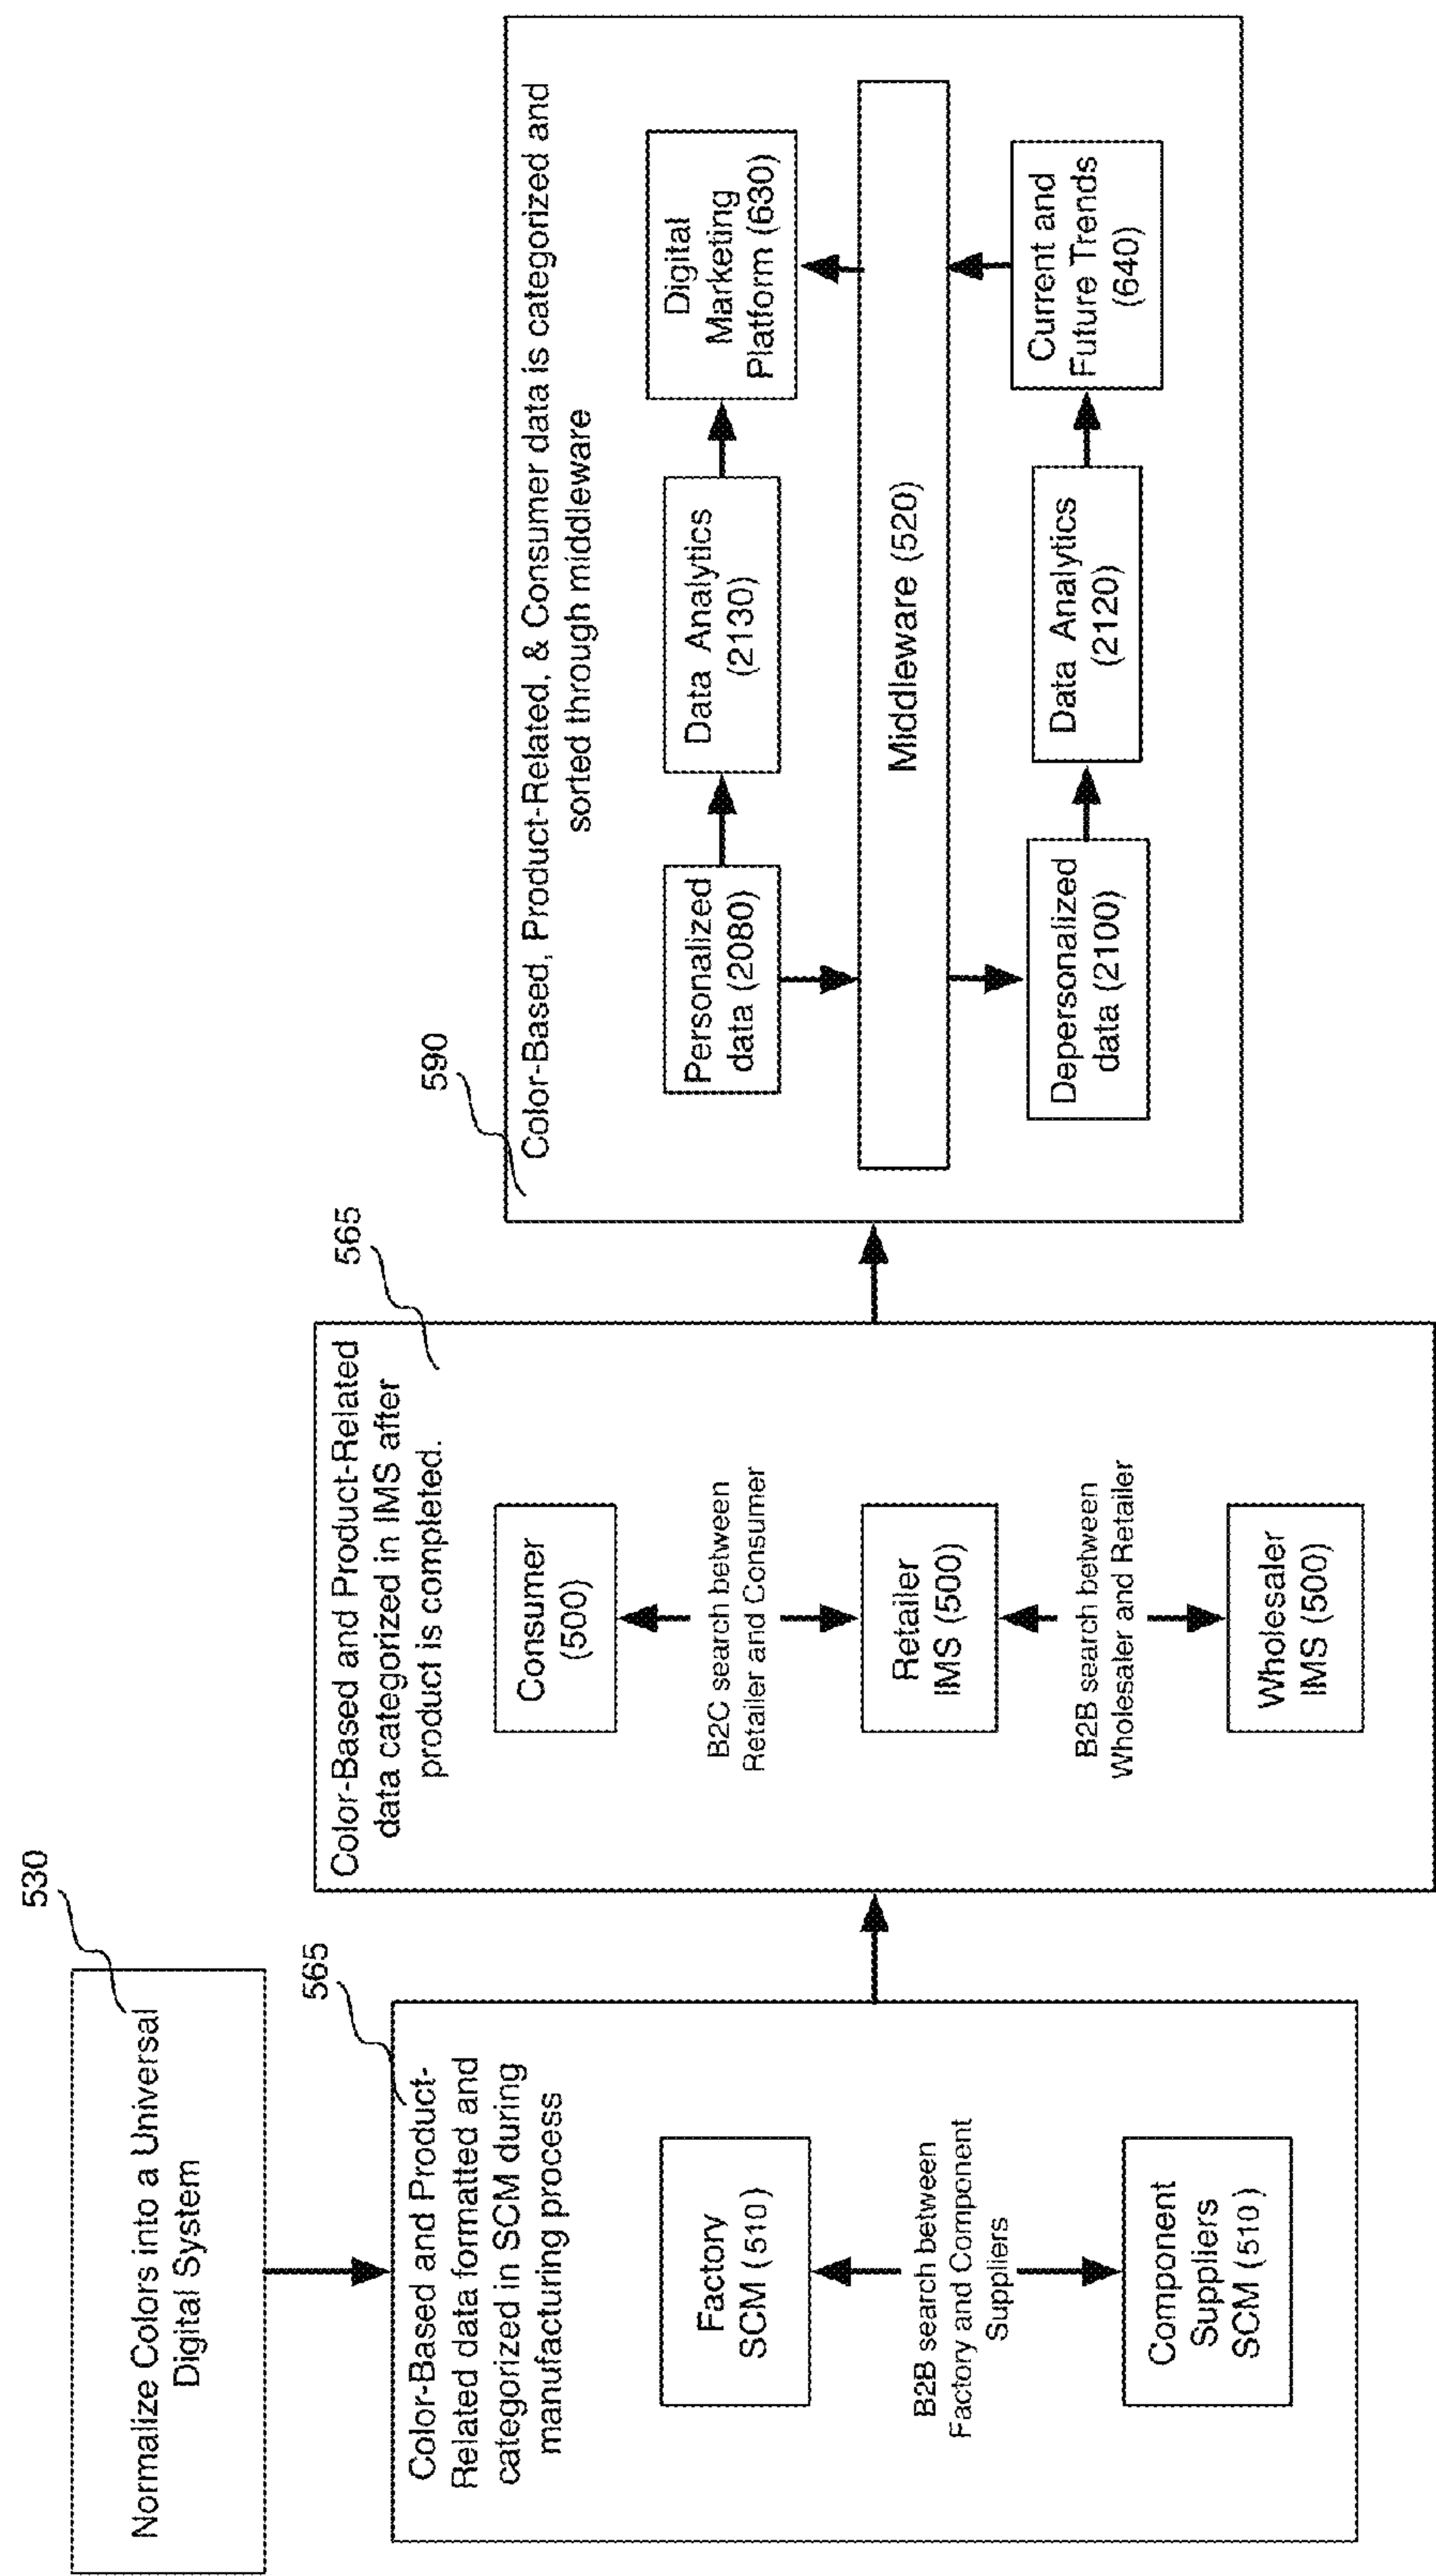 530
Normalize Colors into a Universal
Digital System
565
Color-Based and Product-
Related data formatted and
categorized in SCM during
manufacturing process
Factory
SCM (510)
B2B search between
Factory and Component
Suppliers
Component
Suppliers
SCM (510)
565
Color-Based and Product-Related
data categorized in IMS after
product is completed.
Consumer
(500)
B2C search between
Retailer and Consumer
Retailer
IMS (500)
B2B search between
Wholesaler and Retailer
Wholesaler
IMS (500)
590
Color-Based, Product-Related, & Consumer data is categorized and
sorted through middleware
Personalized
data (2080)
Data Analytics
(2130)
Digital
Marketing
Platform (630)
Middleware (520)
Depersonalized
data (2100)
Data Analytics
(2120)
Current and
Future Trends
(640)